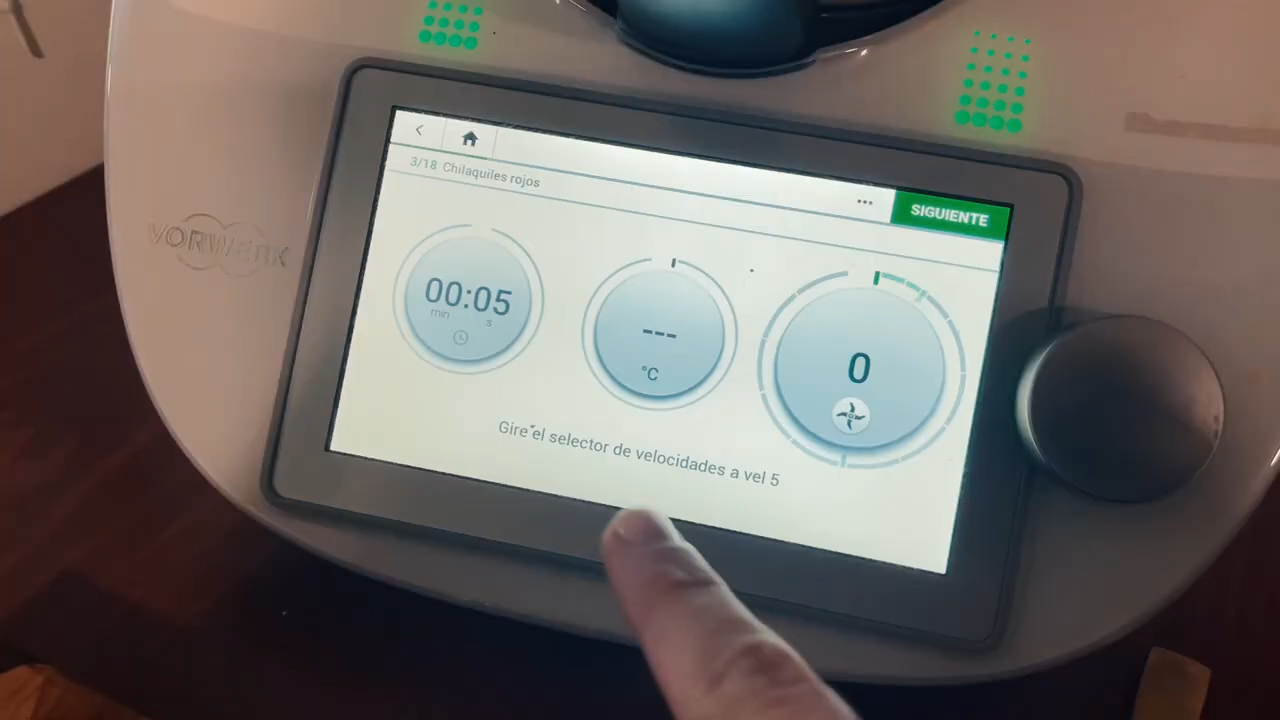 3/18 Chilaquiles rojos
SIGUIENTE
VORWERK
00:05
min s
---
°C
0
Gire el selector de velocidades a vel 5